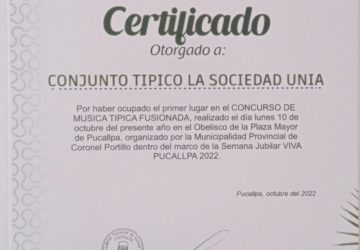 Certificado
Otorgado a:
CONJUNTO TIPICO LA SOCIEDAD UNIA
Por haber ocupado el primer lugar en el CONCURSO DE
MUSICA TIPICA FUSIONADA, realizado el día lunes 10 de
octubre del presente año en el Obelisco de la Plaza Mayor
de Pucallpa, organizado por la Municipalidad Provincial de
Coronel Portillo dentro del marco de la Semana Jubilar VIVA
PUCALLPA 2022.
Pucallpa, octubre del 2022
PUCALLPA